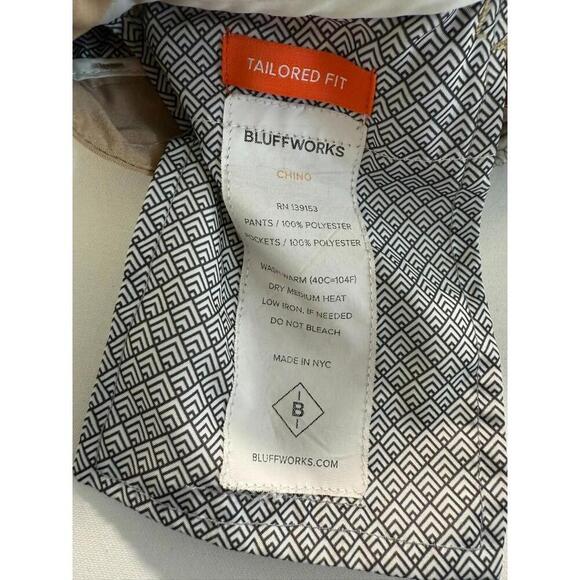 TAILORED FIT
BLUFFWORKS
CHINO
RN 139153
PANTS / 100% POLYESTER
POCKETS / 100% POLYESTER
WASH WARM (40C=104F)
DRY MEDIUM HEAT
LOW IRON, IF NEEDED
DO NOT BLEACH
MADE IN NYC
B
BLUFFWORKS.COM